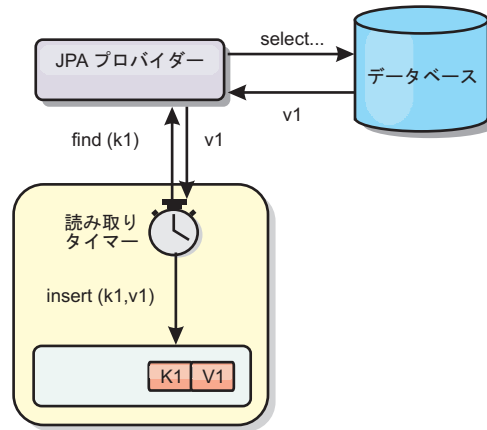 select...
JPA プロバイダー
データベース
v1
find (k1)
v1
読み取り
タイマー
insert (k1,v1)
K1 V1